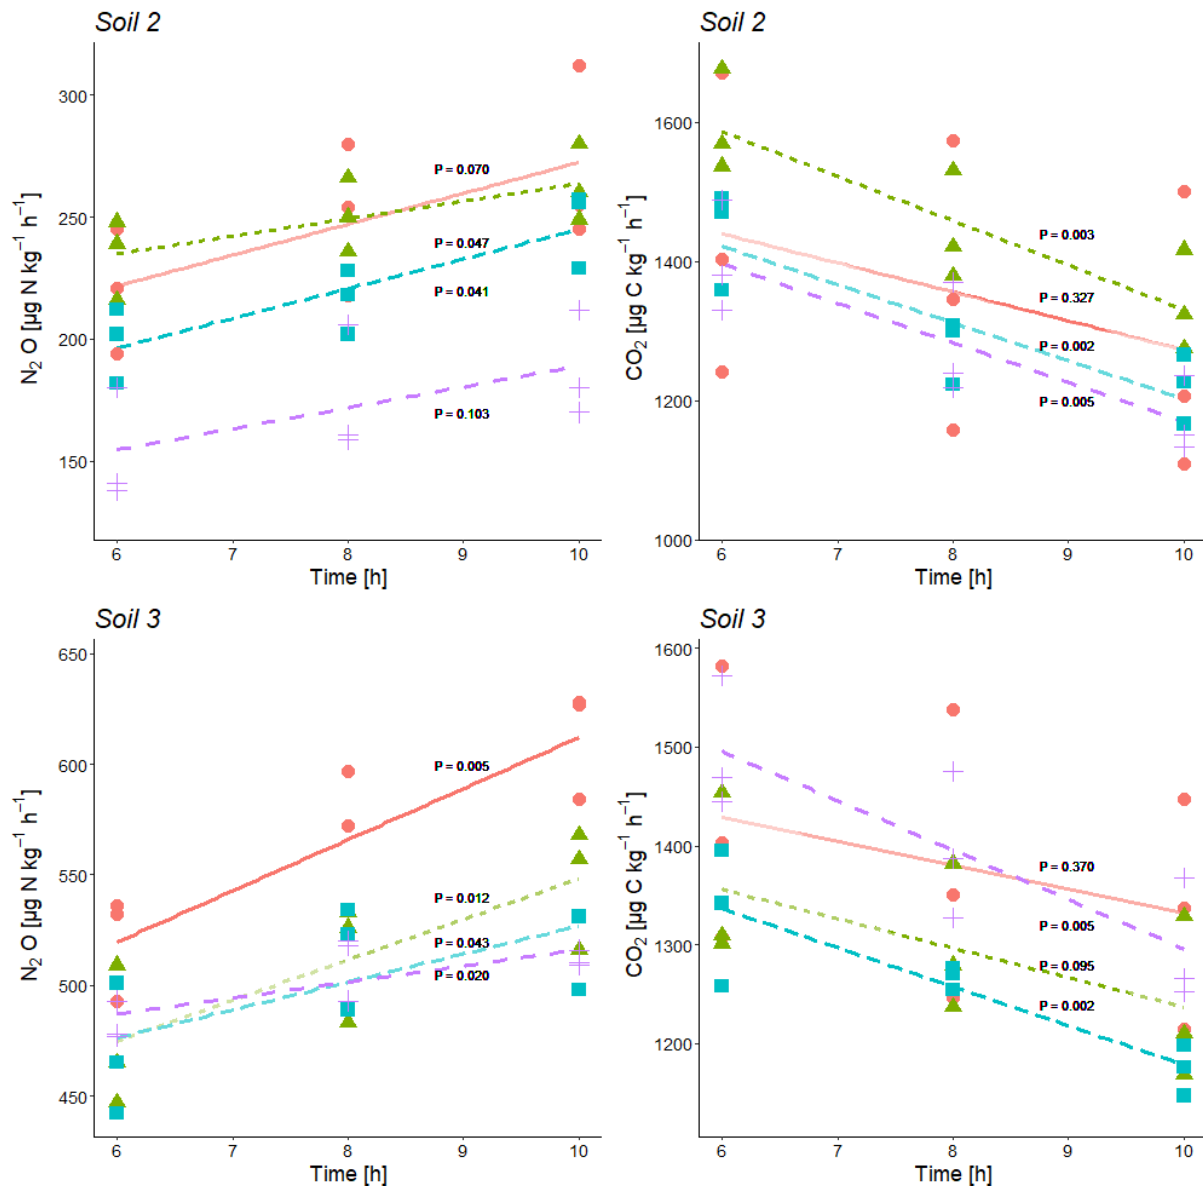 Soil 2
N₂ O [µg N kg⁻¹ h⁻¹]
300
250
200
150
P = 0.070
P = 0.047
P = 0.041
P = 0.103
6 7 8 9 10
Time [h]
Soil 2
CO₂ [µg C kg⁻¹ h⁻¹]
1600
1400
1200
1000
P = 0.003
P = 0.327
P = 0.002
P = 0.005
6 7 8 9 10
Time [h]
Soil 3
N₂ O [µg N kg⁻¹ h⁻¹]
650
600
550
500
450
P = 0.005
P = 0.012
P = 0.043
P = 0.020
6 7 8 9 10
Time [h]
Soil 3
CO₂ [µg C kg⁻¹ h⁻¹]
1600
1500
1400
1300
1200
P = 0.370
P = 0.005
P = 0.095
P = 0.002
6 7 8 9 10
Time [h]